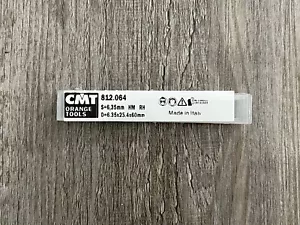 CMT
ORANGE
TOOLS
812.064
S=6,35mm HM RH
D=6.35x25.4x60mm
Made in Italy